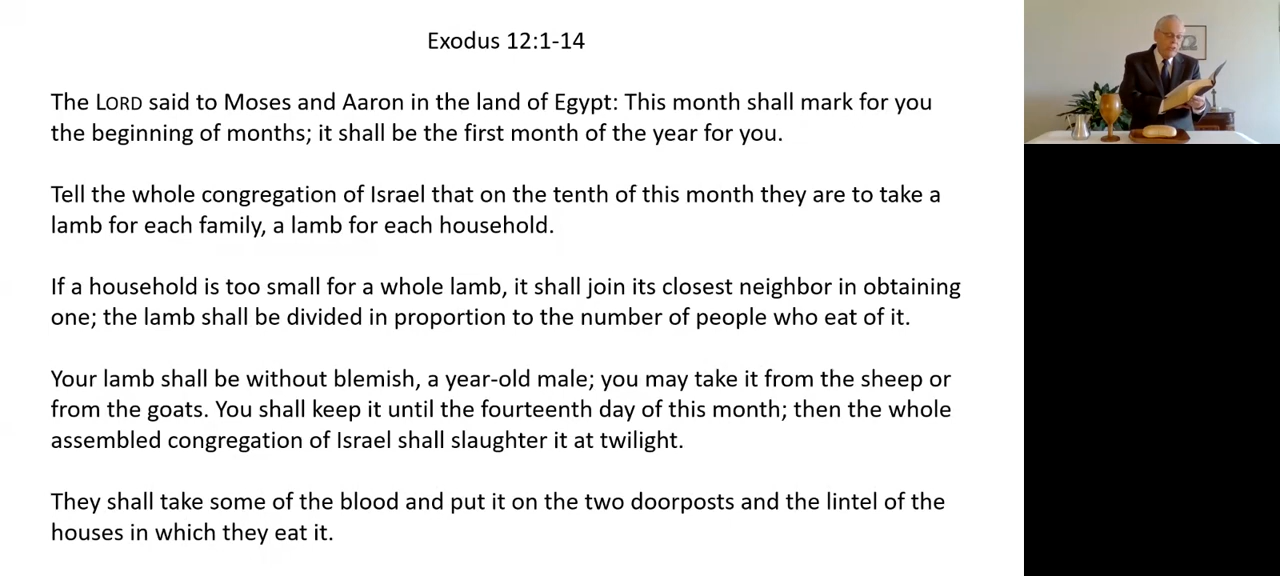 Exodus 12:1-14
The LORD said to Moses and Aaron in the land of Egypt: This month shall mark for you
the beginning of months; it shall be the first month of the year for you.
Tell the whole congregation of Israel that on the tenth of this month they are to take a
lamb for each family, a lamb for each household.
If a household is too small for a whole lamb, it shall join its closest neighbor in obtaining
one; the lamb shall be divided in proportion to the number of people who eat of it.
Your lamb shall be without blemish, a year-old male; you may take it from the sheep or
from the goats. You shall keep it until the fourteenth day of this month; then the whole
assembled congregation of Israel shall slaughter it at twilight.
They shall take some of the blood and put it on the two doorposts and the lintel of the
houses in which they eat it.